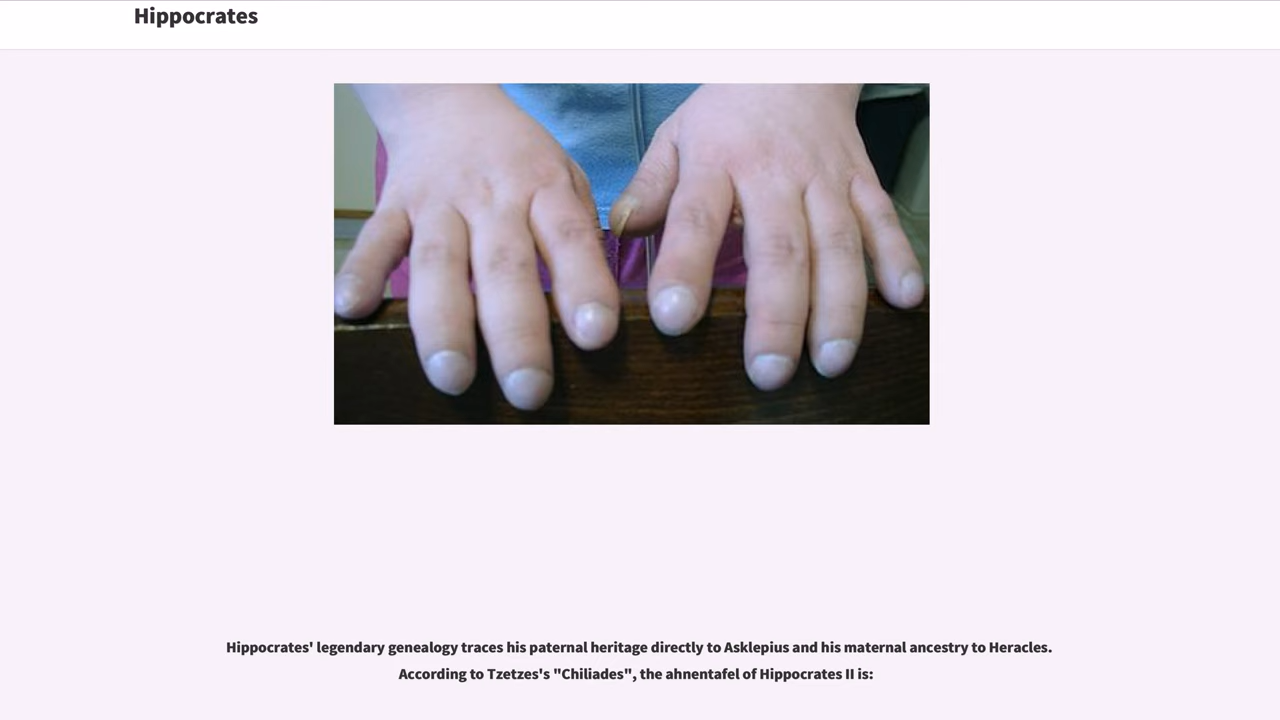 Hippocrates
Hippocrates' legendary genealogy traces his paternal heritage directly to Asklepius and his maternal ancestry to Heracles.
According to Tzetzes's "Chiliades", the ahnentafel of Hippocrates II is: